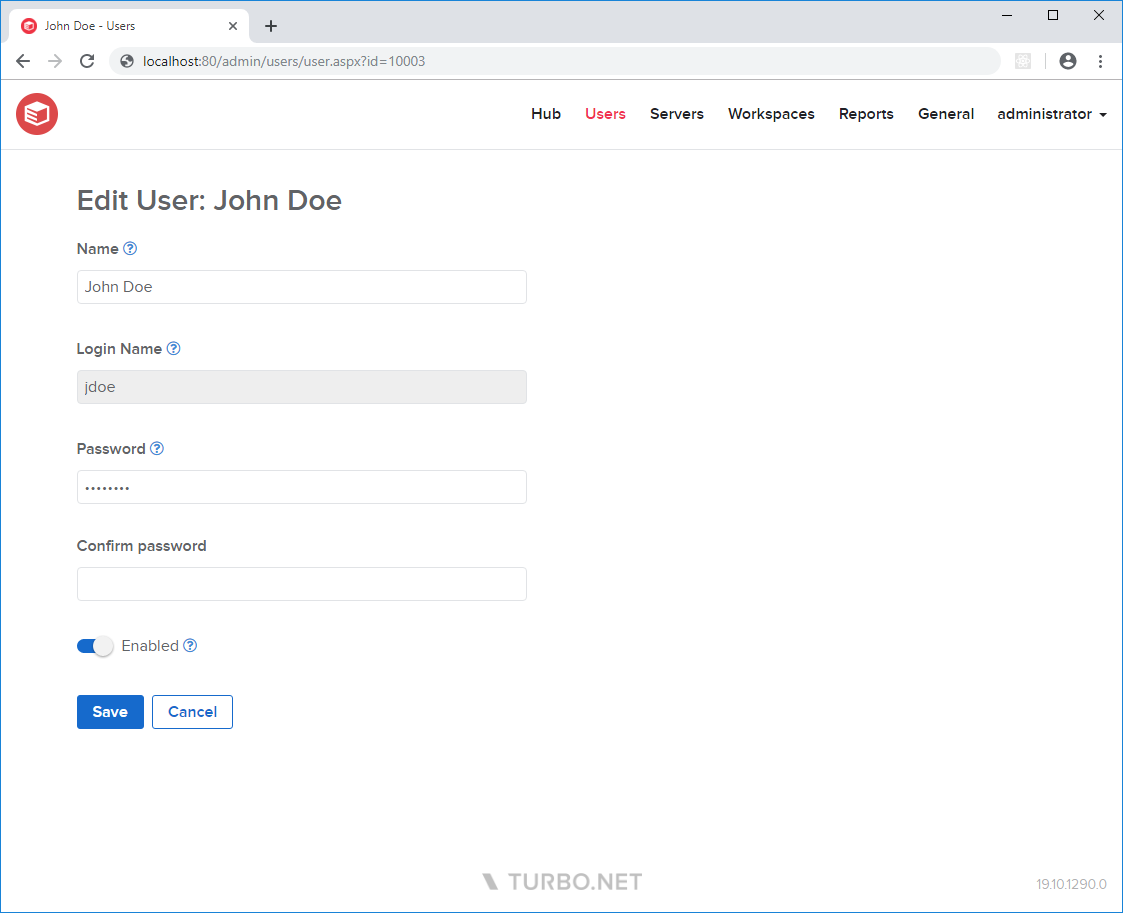 John Doe - Users
localhost:80/admin/users/user.aspx?id=10003
Hub Users Servers Workspaces Reports General administrator
Edit User: John Doe
Name ?
John Doe
Login Name ?
jdoe
Password ?
••••••••
Confirm password
Enabled ?
Save Cancel
TURBO.NET
19.10.1290.0